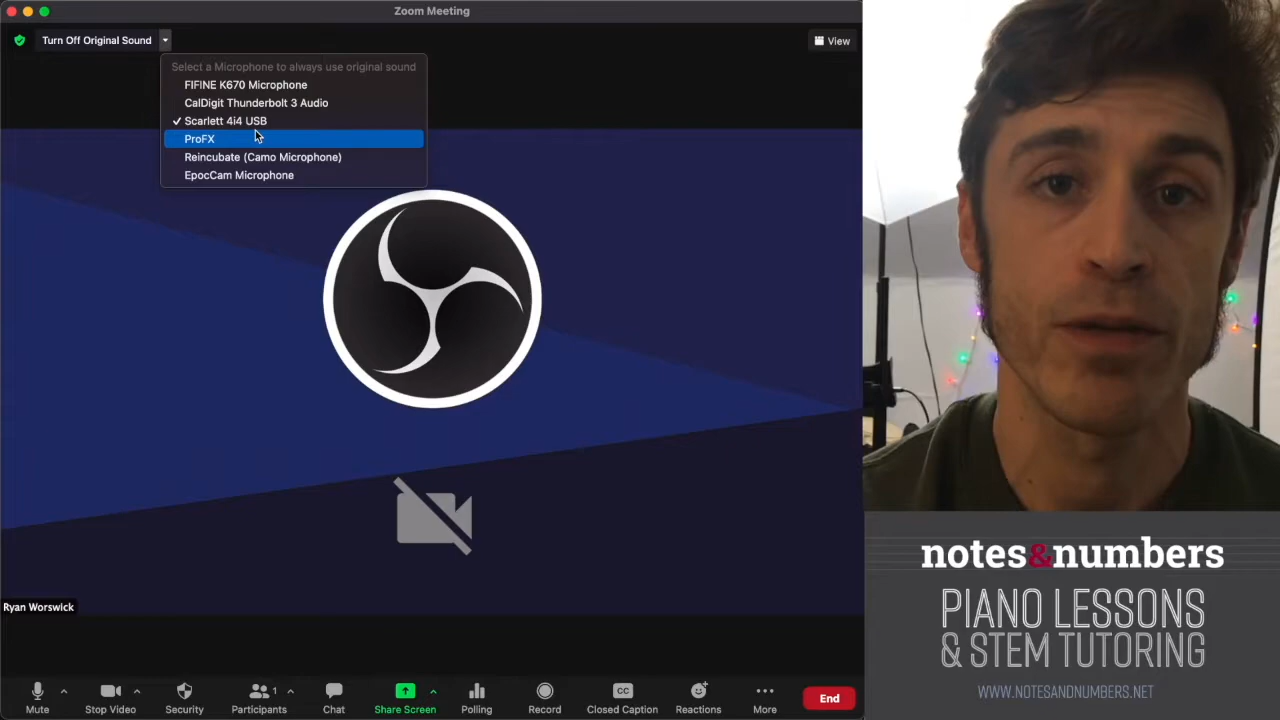 Zoom Meeting
Turn Off Original Sound
View
Select a Microphone to always use original sound
FIFINE K670 Microphone
CalDigit Thunderbolt 3 Audio
✓ Scarlett 4i4 USB
ProFX
Reincubate (Camo Microphone)
EpocCam Microphone
Ryan Worswick
notes&numbers
PIANO LESSONS
& STEM TUTORING
WWW.NOTESANDNUMBERS.NET
1
CC
Mute Stop Video Security Participants Chat Share Screen Polling Record Closed Caption Reactions More End